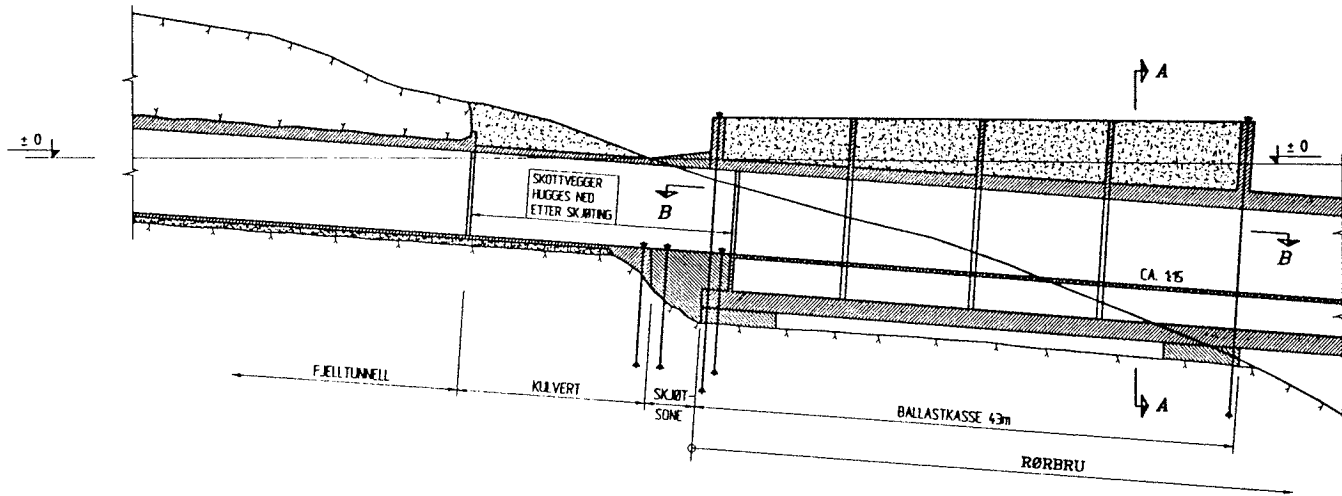 A
± 0
± 0
SKOTTVEGGER
HUGGES NED
ETTER SKJØTING
B
B
CA. 1:15
FJELLTUNNELL
KULVERT
SKJØT-
SONE
BALLASTKASSE 43m
A
RØRBRU